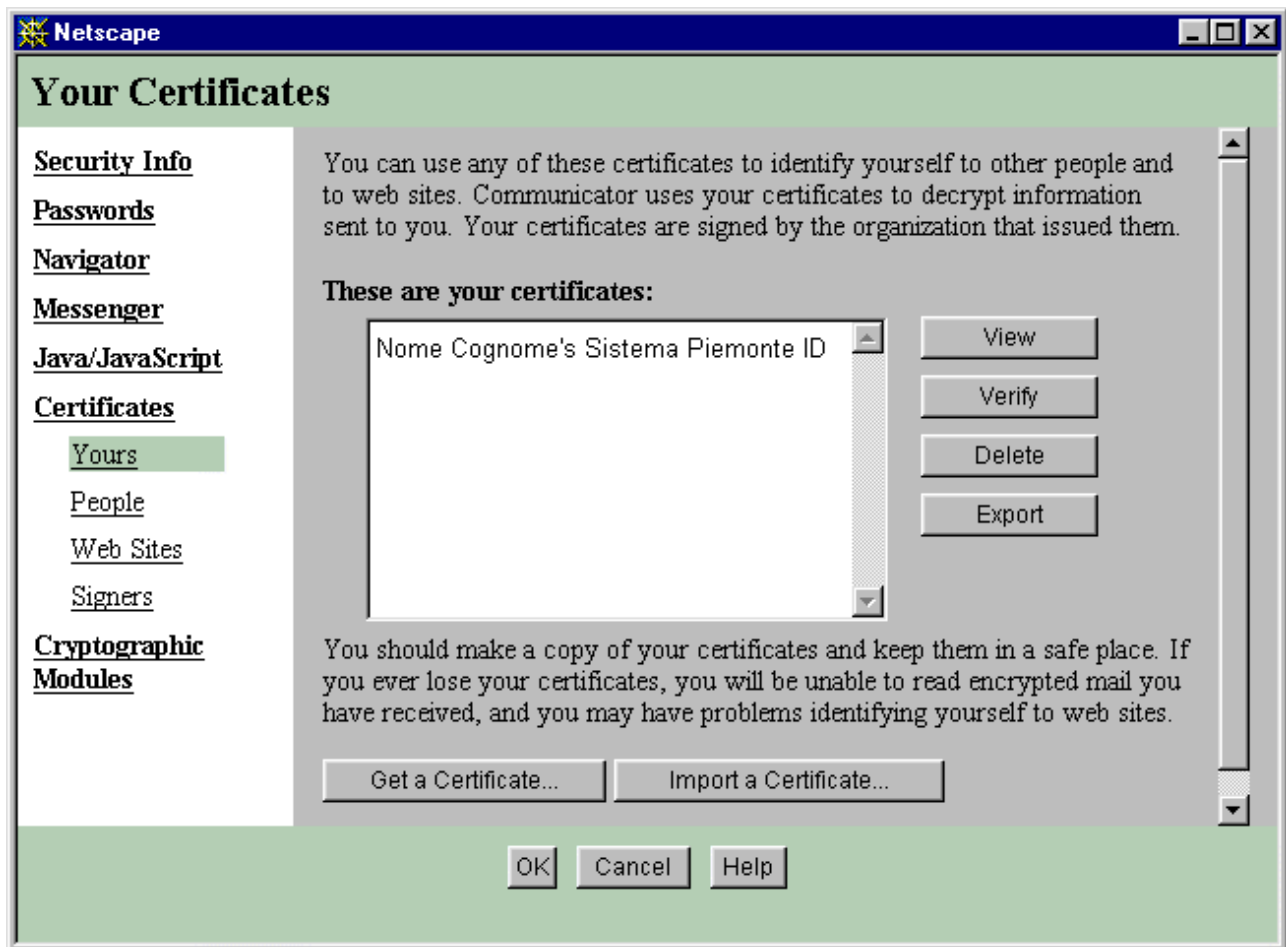 Netscape
Your Certificates
Security Info
Passwords
Navigator
Messenger
Java/JavaScript
Certificates
Yours
People
Web Sites
Signers
Cryptographic
Modules
You can use any of these certificates to identify yourself to other people and
to web sites. Communicator uses your certificates to decrypt information
sent to you. Your certificates are signed by the organization that issued them.
These are your certificates:
Nome Cognome's Sistema Piemonte ID
View
Verify
Delete
Export
You should make a copy of your certificates and keep them in a safe place. If
you ever lose your certificates, you will be unable to read encrypted mail you
have received, and you may have problems identifying yourself to web sites.
Get a Certificate...
Import a Certificate...
OK
Cancel
Help